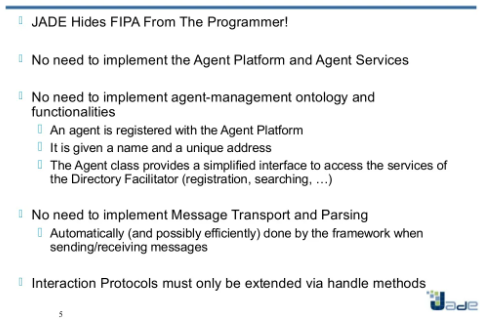 JADE Hides FIPA From The Programmer!
No need to implement the Agent Platform and Agent Services
No need to implement agent-management ontology and
functionalities
An agent is registered with the Agent Platform
It is given a name and a unique address
The Agent class provides a simplified interface to access the services of
the Directory Facilitator (registration, searching, …)
No need to implement Message Transport and Parsing
Automatically (and possibly efficiently) done by the framework when
sending/receiving messages
Interaction Protocols must only be extended via handle methods
Jade
5